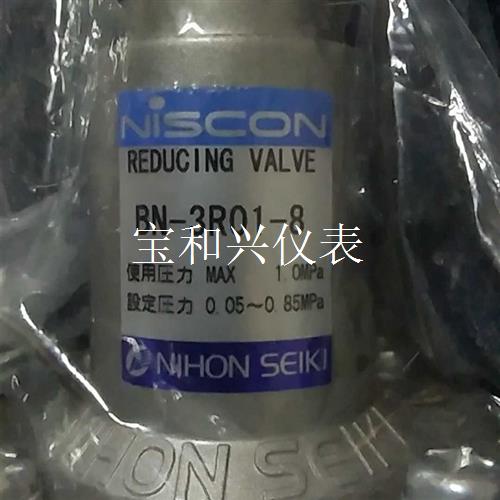 NiSCON
REDUCING VALVE
BN-3R01-8
宝和兴仪表
使用圧力 MAX 1.0MPa
設定圧力 0.05～0.85MPa
NIHON SEIKI
NIHON SEIKI